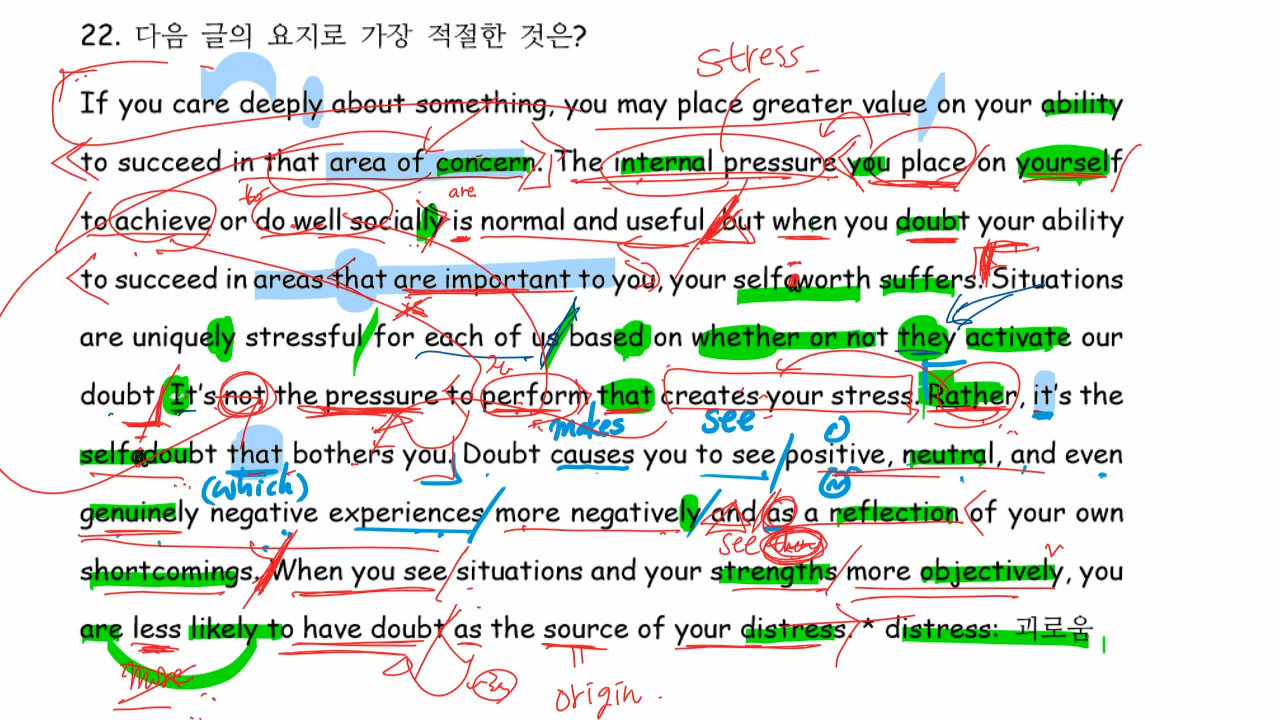 22. 다음 글의 요지로 가장 적절한 것은?
stress
If you care deeply about something, you may place greater value on your ability
to succeed in that area of concern. The internal pressure you place on yourself
to are
to achieve or do well socially is normal and useful, but when you doubt your ability
to succeed in areas that are important to you, your self-worth suffers. Situations
is
are uniquely stressful for each of us based on whether or not they activate our
doubt. It's not the pressure to perform that creates your stress. Rather, it's the
makes see
self-doubt that bothers you. Doubt causes you to see positive, neutral, and even
(which)
genuinely negative experiences more negatively and as a reflection of your own
see
shortcomings. When you see situations and your strengths more objectively, you
are less likely to have doubt as the source of your distress. * distress: 괴로움
more
origin.